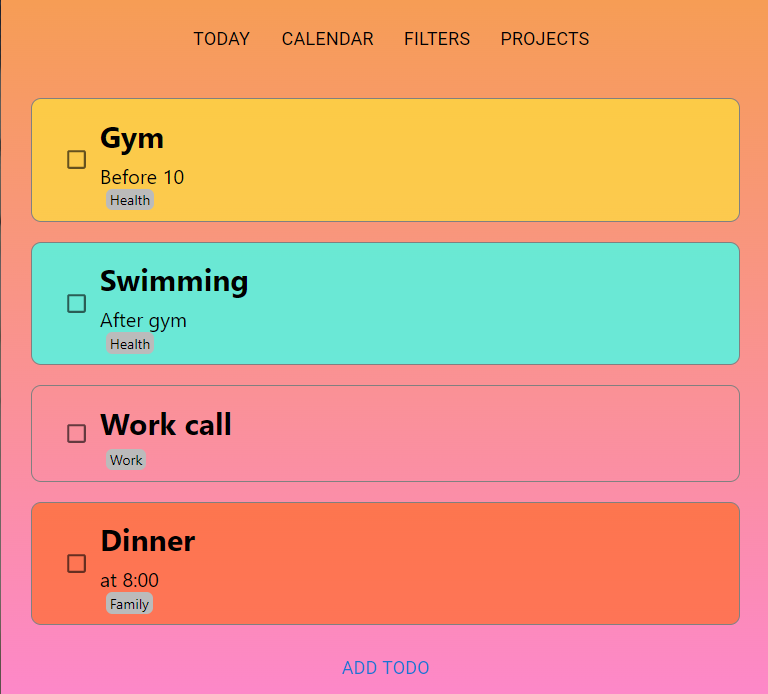 TODAY CALENDAR FILTERS PROJECTS
Gym
Before 10
Health
Swimming
After gym
Health
Work call
Work
Dinner
at 8:00
Family
ADD TODO